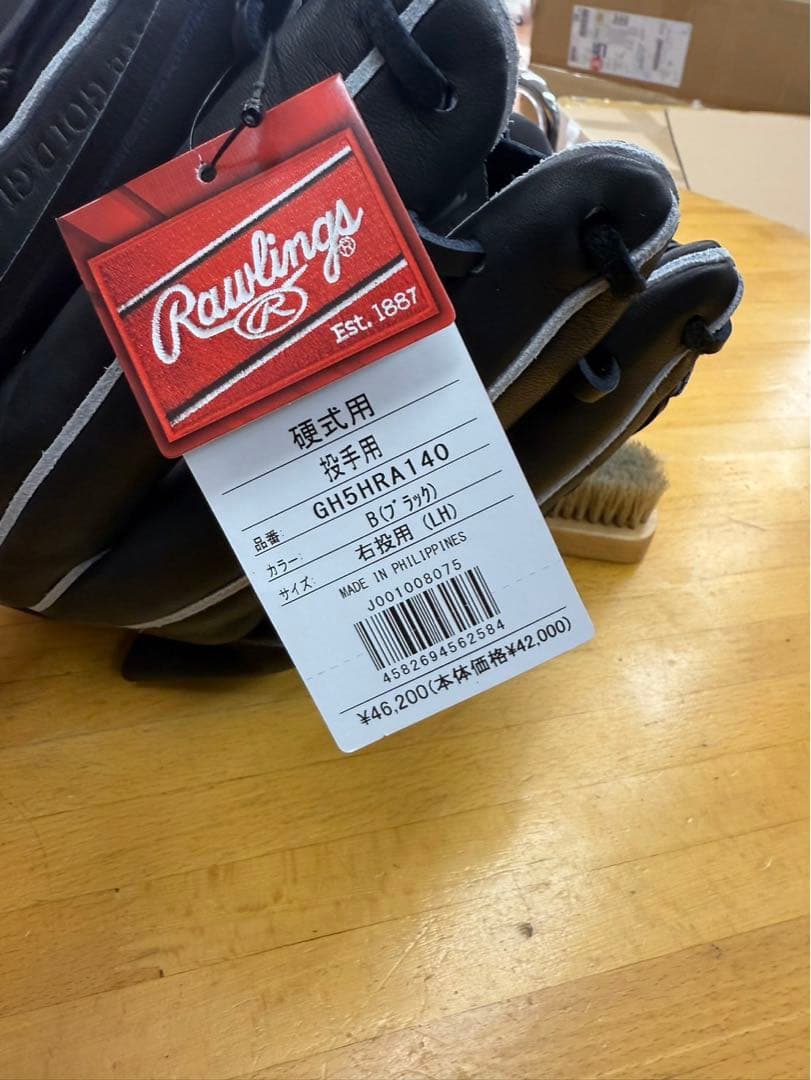 GOLD G
Rawlings®
R
Est. 1887
硬式用
投手用
品番: GH5HRA140
カラー: B(ブラック)
サイズ: 右投用 (LH)
MADE IN PHILIPPINES
J001008075
4582694562584
¥46,200(本体価格¥42,000)